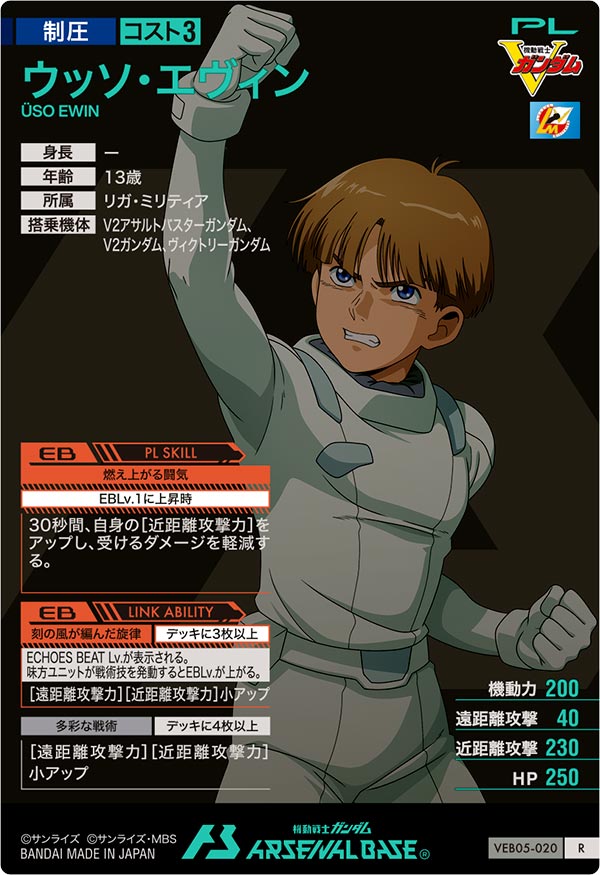 制圧 コスト3
PL
機動戦士
Vガンダム
LM
ウッソ・エヴィン
ÜSO EWIN
身長 ー
年齢 13歳
所属 リガ・ミリティア
搭乗機体 V2アサルトバスターガンダム、
V2ガンダム、ヴィクトリーガンダム
EB PL SKILL
燃え上がる闘気
EBLv.1に上昇時
30秒間、自身の[近距離攻撃力]を
アップし、受けるダメージを軽減す
る。
EB LINK ABILITY
刻の風が編んだ旋律 デッキに3枚以上
ECHOES BEAT Lv.が表示される。
味方ユニットが戦術技を発動するとEBLv.が上がる。
[遠距離攻撃力][近距離攻撃力]小アップ
多彩な戦術 デッキに4枚以上
[遠距離攻撃力][近距離攻撃力]
小アップ
機動力 200
遠距離攻撃 40
近距離攻撃 230
HP 250
©サンライズ ©サンライズ・MBS
BANDAI MADE IN JAPAN
機動戦士ガンダム
AB ARSENAL BASE®
VEB05-020 R